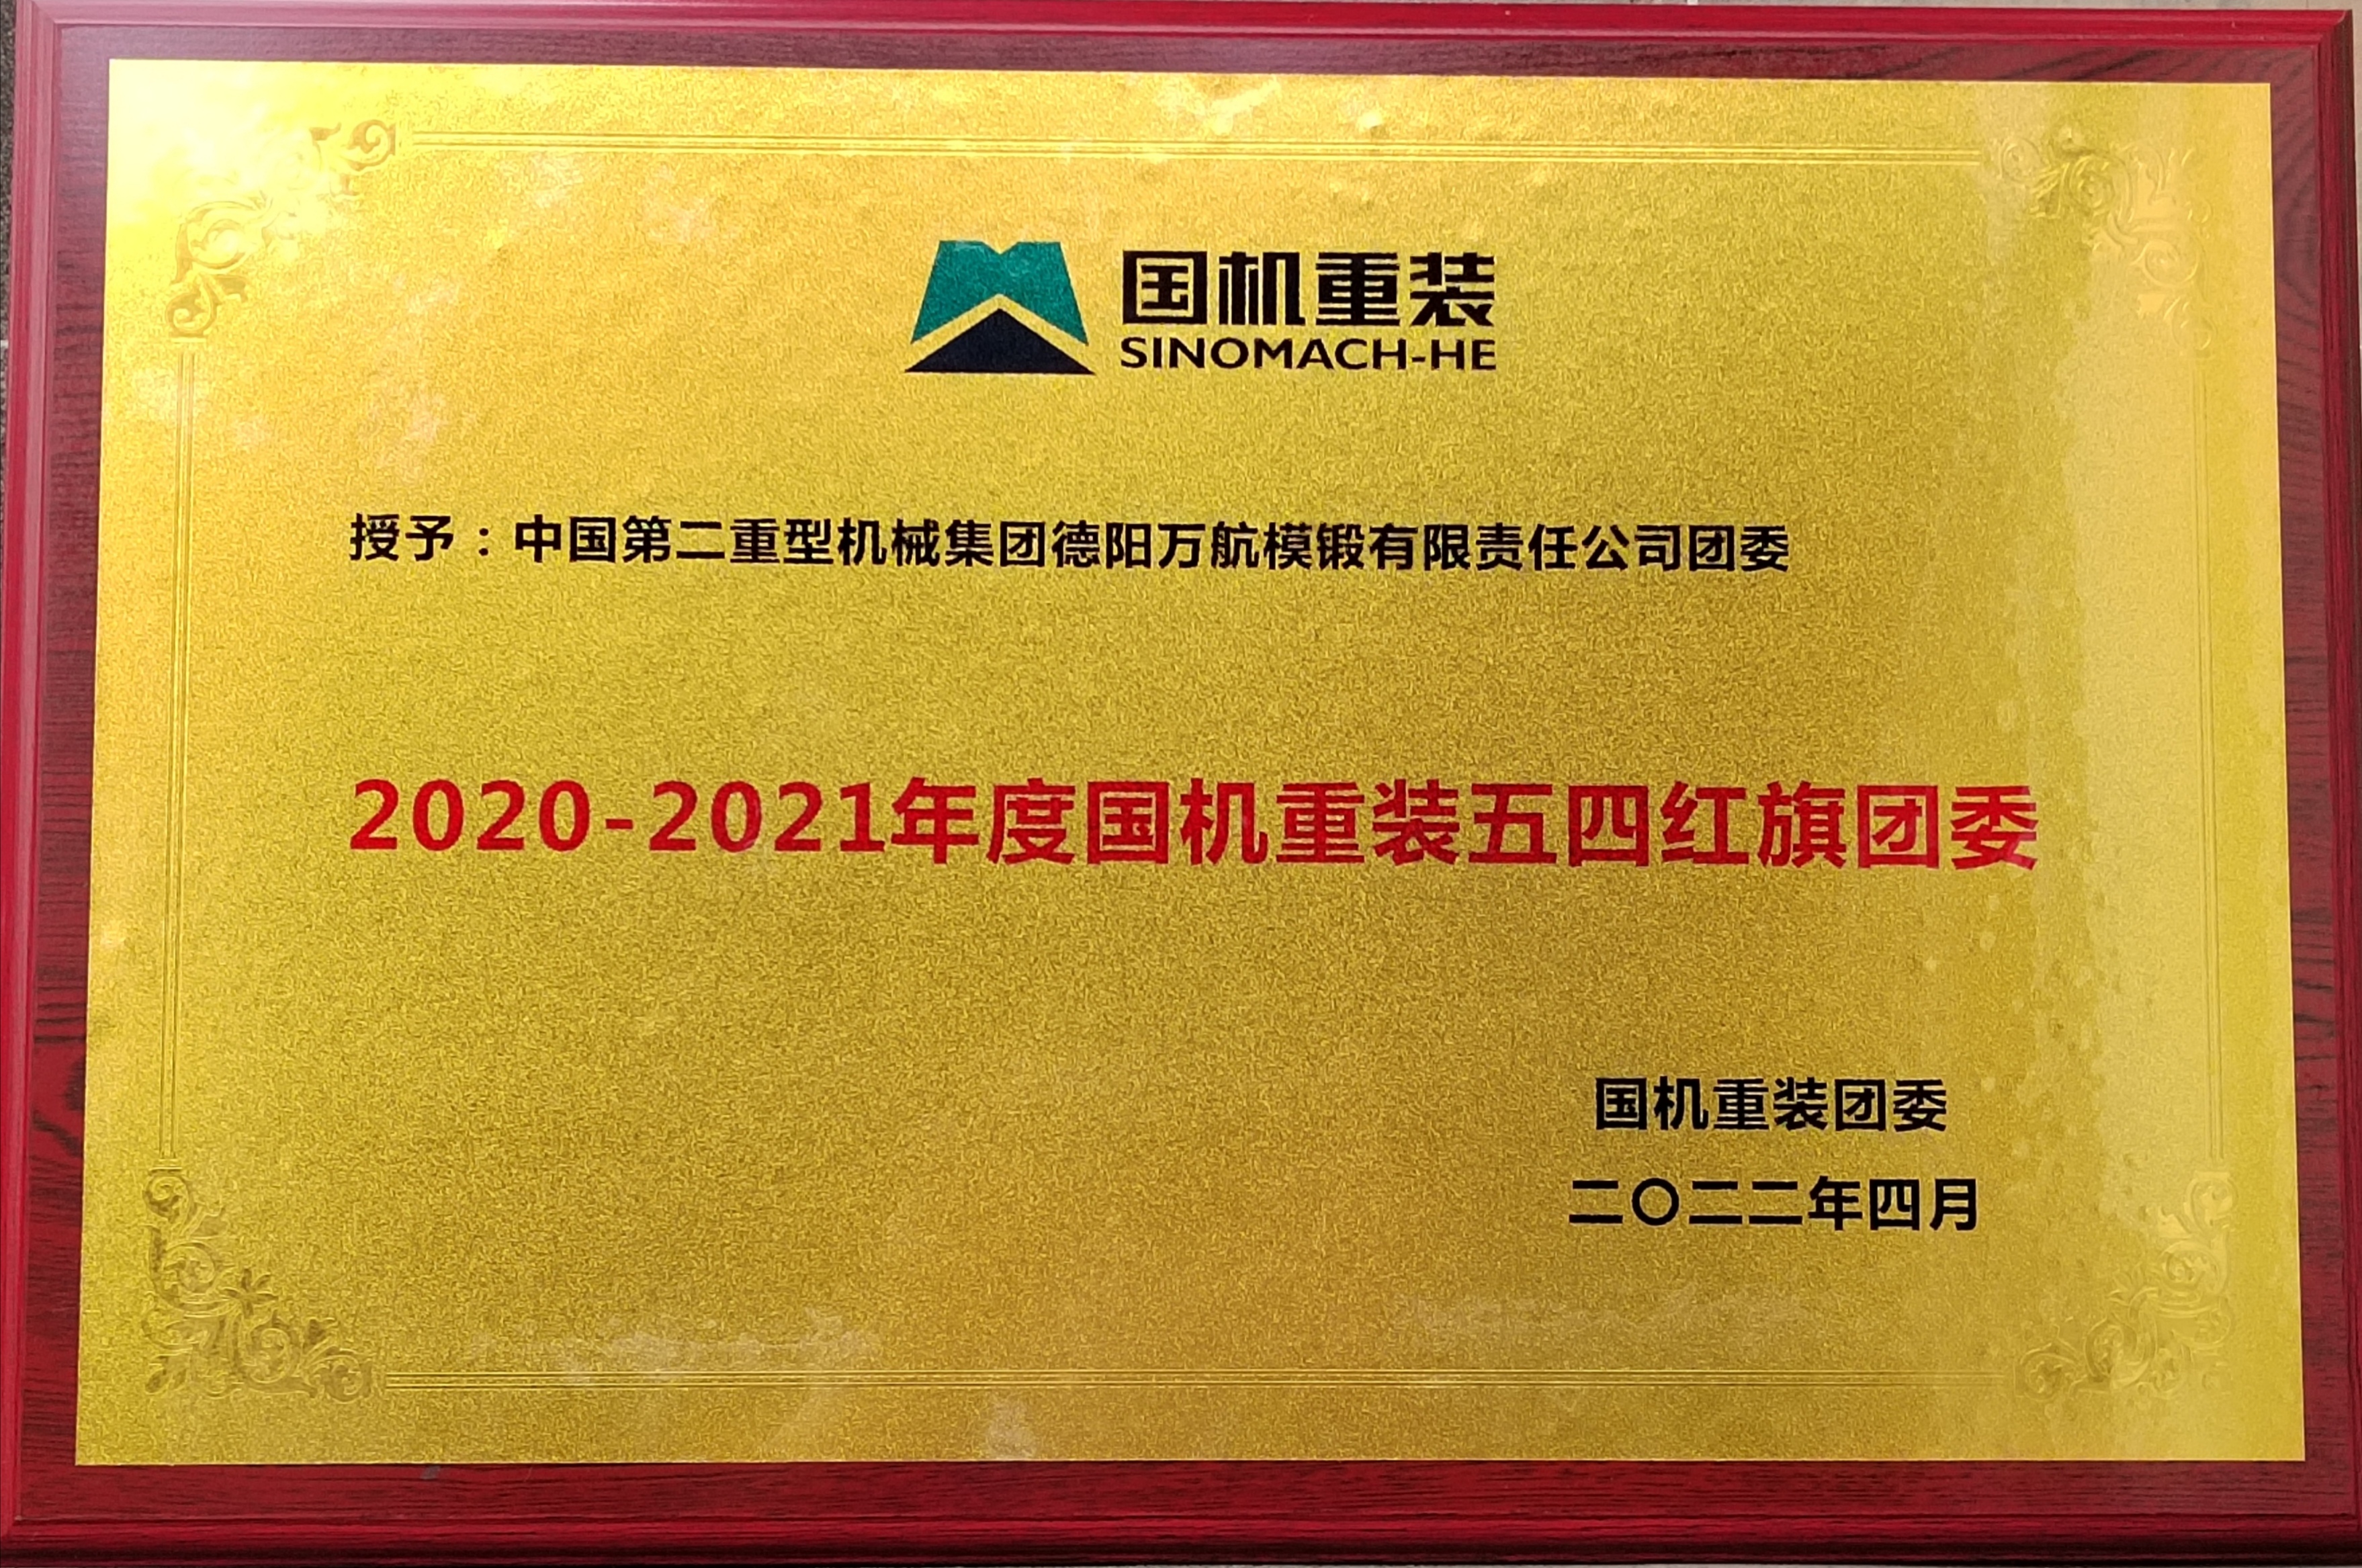 国机重装
SINOMACH-HE
授予：中国第二重型机械集团德阳万航模锻有限责任公司团委
2020-2021年度国机重装五四红旗团委
国机重装团委
二〇二二年四月